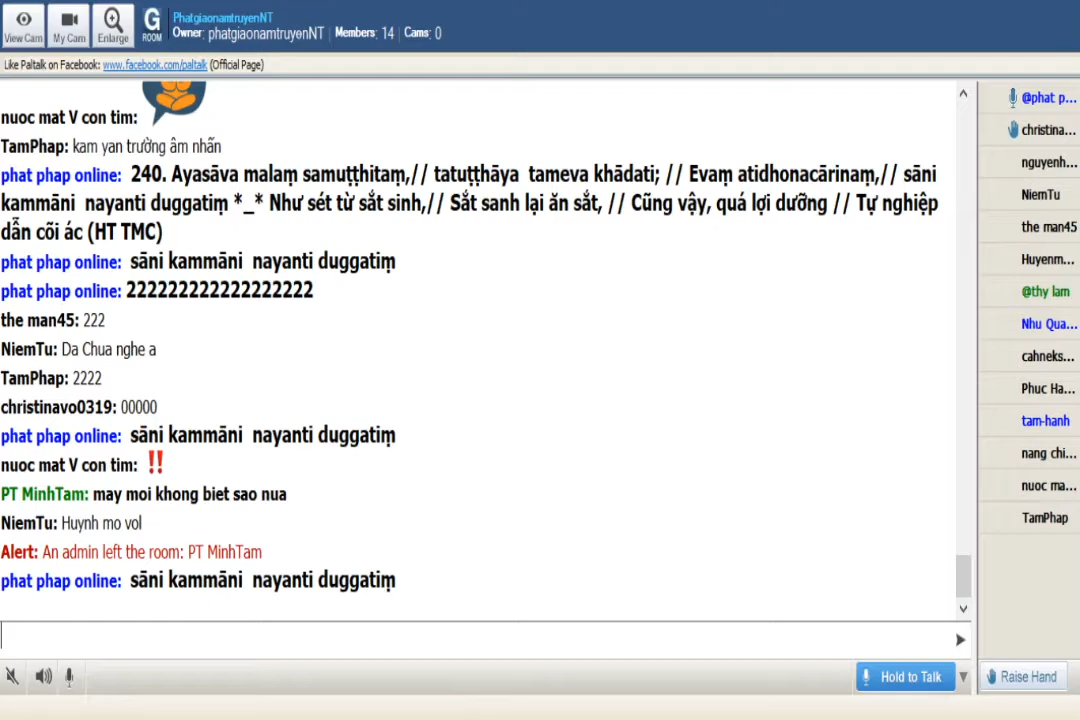 View Cam
My Cam
Enlarge
G
ROOM
PhatgiaonamtruyenNT
Owner: phatgiaonamtruyenNT | Members: 14 | Cams: 0
Like Paltalk on Facebook: www.facebook.com/paltalk (Official Page)
nuoc mat V con tim:
TamPhap: kam yan trường âm nhấn
phat phap online: 240. Ayasāva malaṃ samuṭṭhitaṃ,// tatuṭṭhāya tameva khādati; // Evaṃ atidhonacārinaṃ,// sāni
kammāni nayanti duggatiṃ *_* Như sét từ sắt sinh,// Sắt sanh lại ăn sắt, // Cũng vậy, quá lợi dưỡng // Tự nghiệp
dẫn cõi ác (HT TMC)
phat phap online: sāni kammāni nayanti duggatiṃ
phat phap online: 222222222222222222
the man45: 222
NiemTu: Da Chua nghe a
TamPhap: 2222
christinavo0319: 00000
phat phap online: sāni kammāni nayanti duggatiṃ
nuoc mat V con tim: !!
PT MinhTam: may moi khong biet sao nua
NiemTu: Huynh mo vol
Alert: An admin left the room: PT MinhTam
phat phap online: sāni kammāni nayanti duggatiṃ
Hold to Talk
@phat p...
christina...
nguyenh...
NiemTu
the man45
Huyenm...
@thy lam
Nhu Qua...
cahneks...
Phuc Ha...
tam-hanh
nang chi...
nuoc ma...
TamPhap
Raise Hand